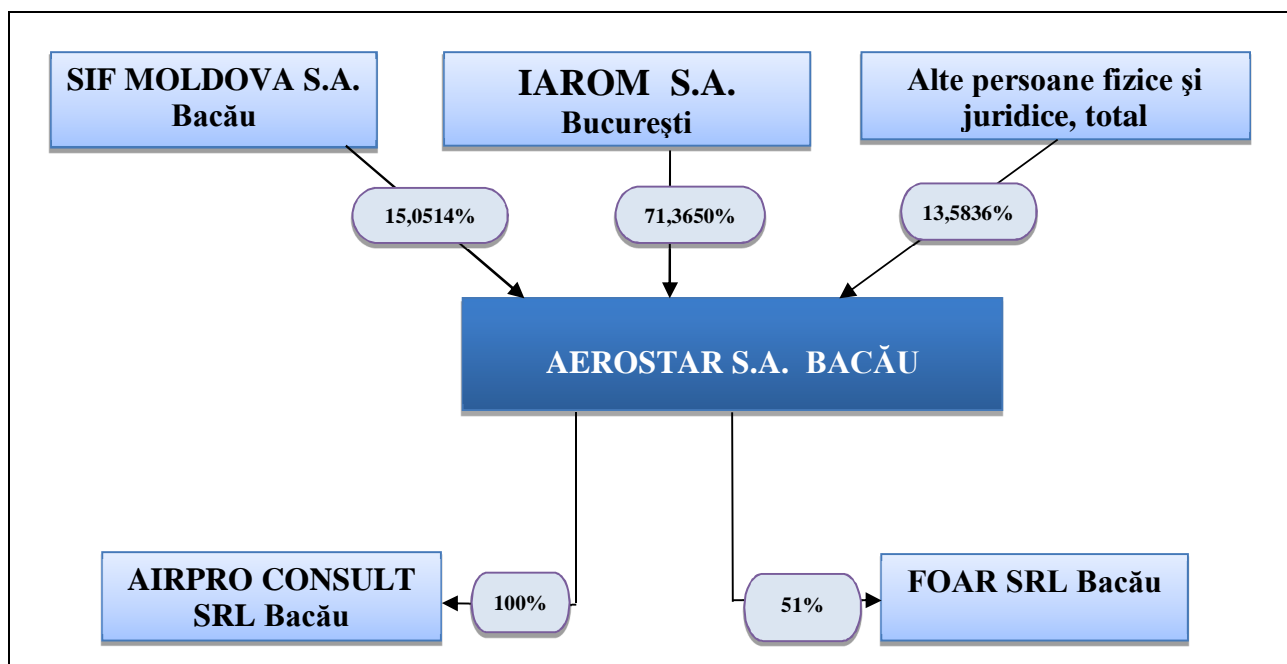 SIF MOLDOVA S.A.
Bacău
IAROM S.A.
Bucureşti
Alte persoane fizice şi
juridice, total
15,0514%
71,3650%
13,5836%
AEROSTAR S.A. BACĂU
AIRPRO CONSULT
SRL Bacău
100%
51%
FOAR SRL Bacău